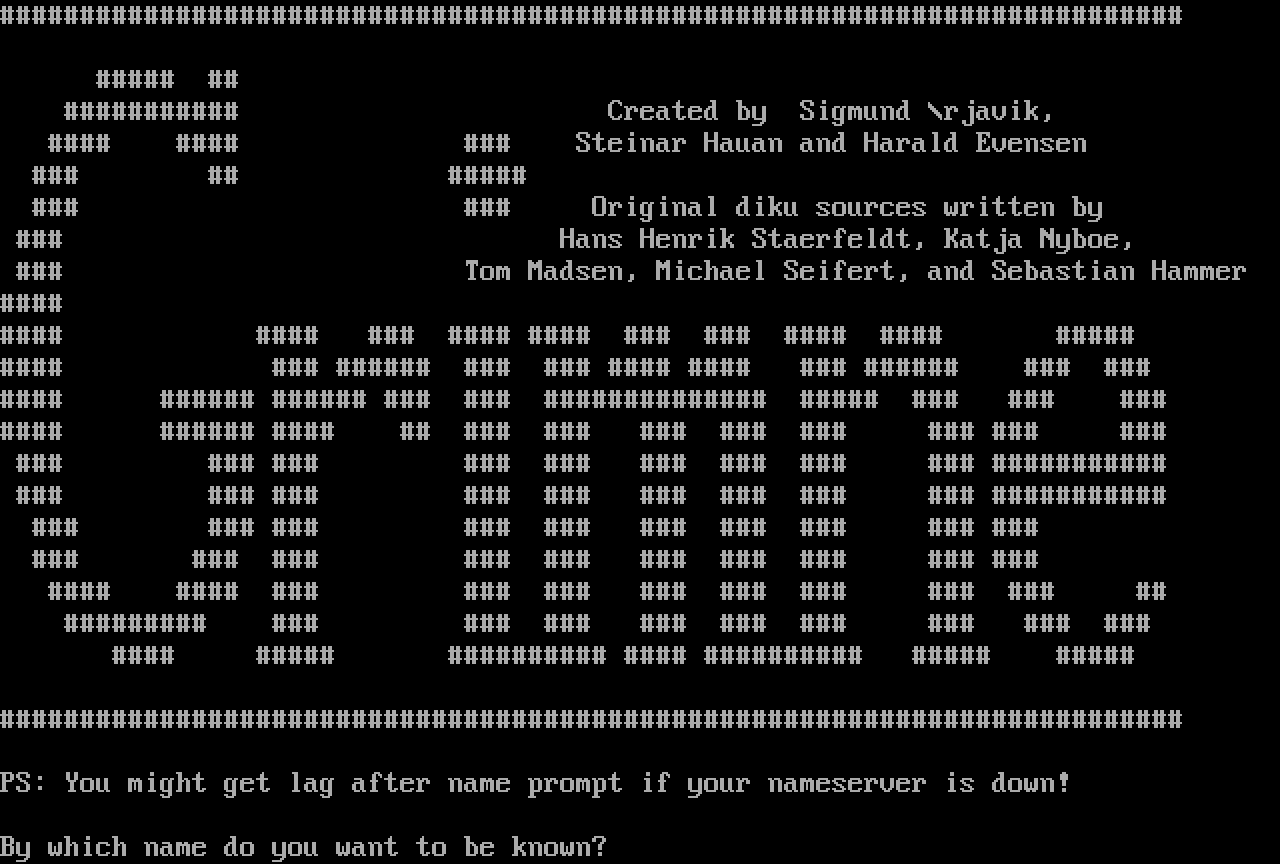 Created by  Sigmund \rjavik,
Steinar Hauan and Harald Evensen
Original diku sources written by
Hans Henrik Staerfeldt, Katja Nyboe,
Tom Madsen, Michael Seifert, and Sebastian Hammer
Grimne
PS: You might get lag after name prompt if your nameserver is down!
By which name do you want to be known?